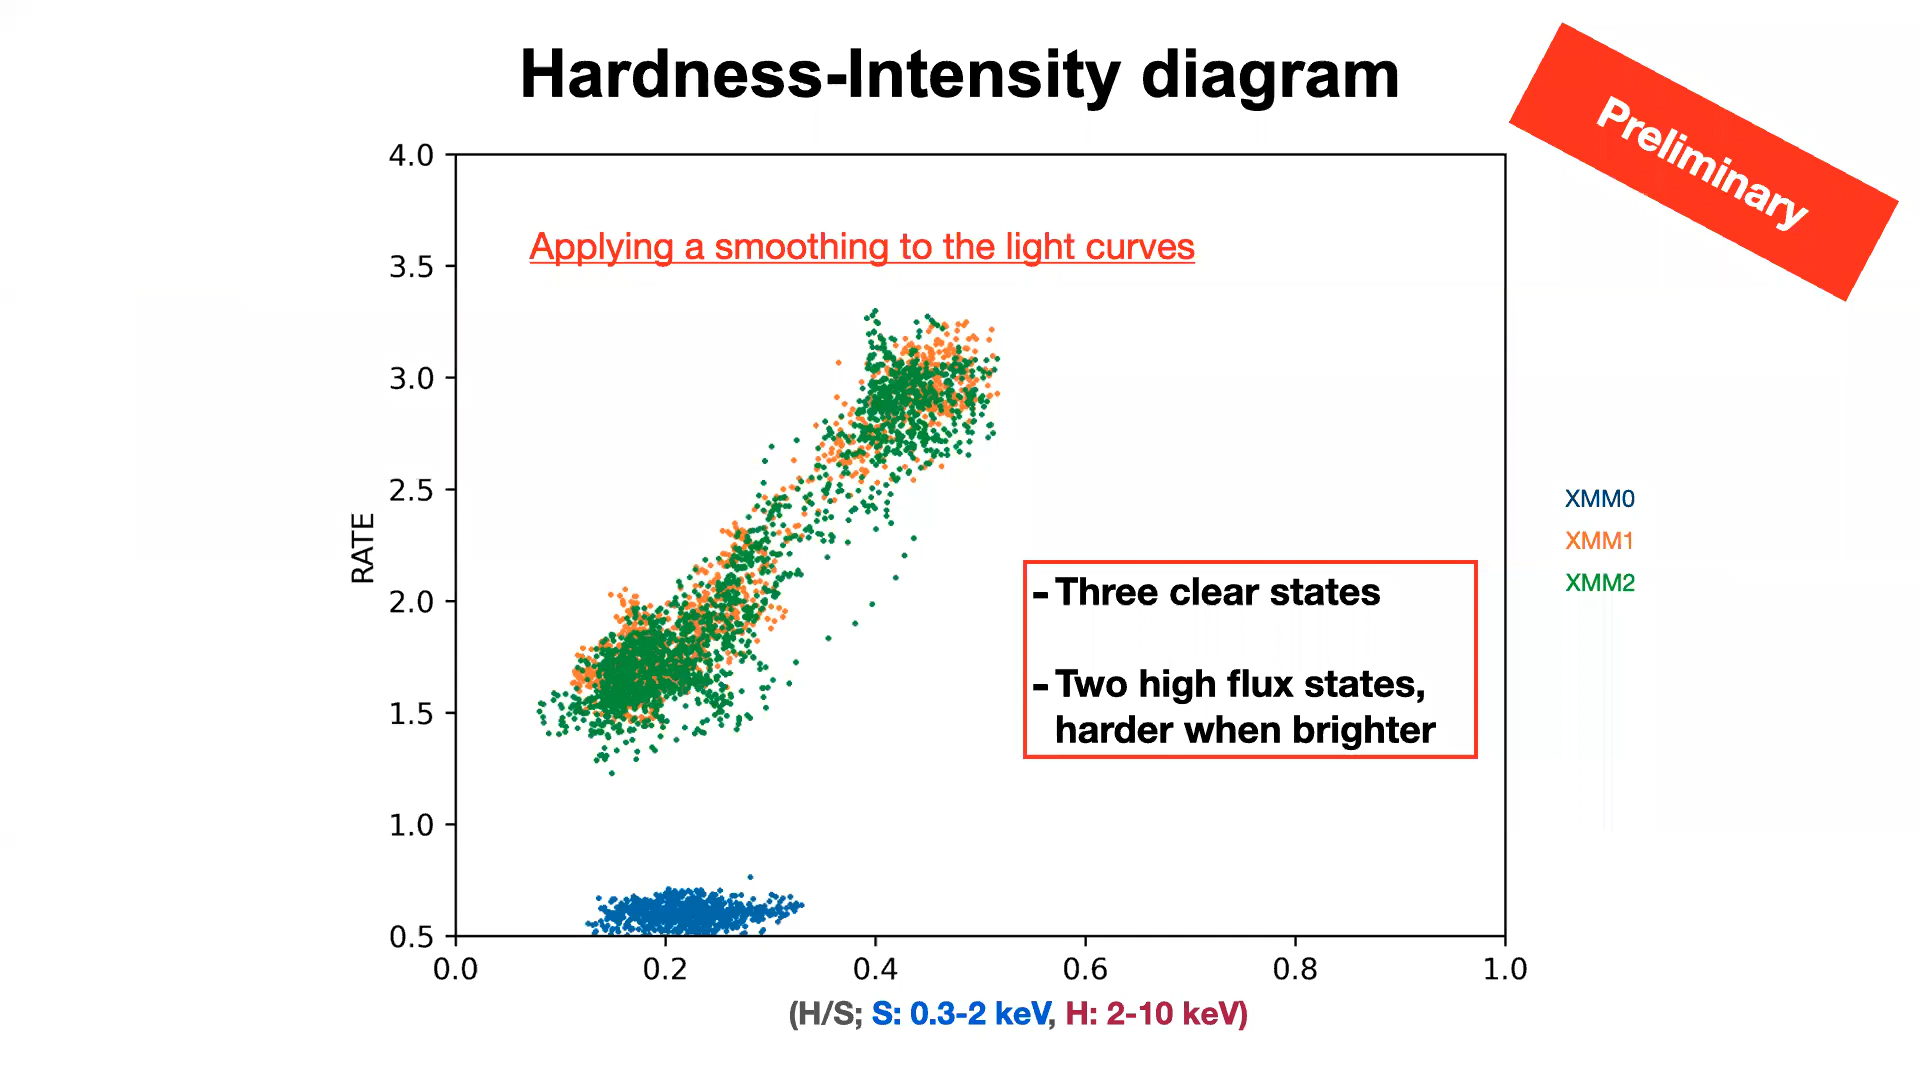 Hardness-Intensity diagram
Preliminary
4.0
Applying a smoothing to the light curves
3.5
3.0
2.5
XMM0
RATE
XMM1
- Three clear states
XMM2
2.0
- Two high flux states,
harder when brighter
1.5
1.0
0.5
0.0 0.2 0.4 0.6 0.8 1.0
(H/S; S: 0.3-2 keV, H: 2-10 keV)